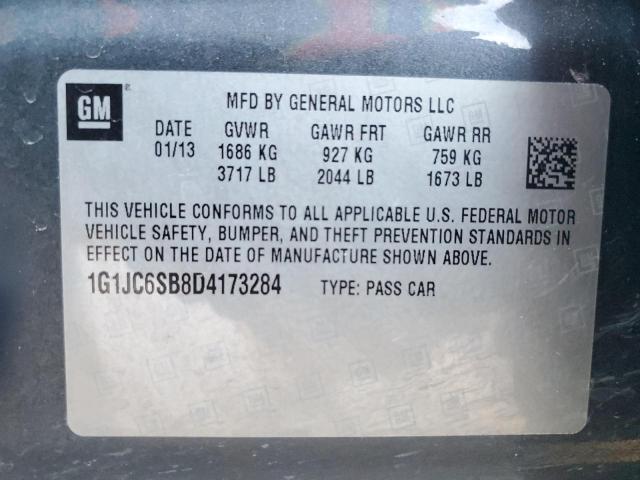 GM
MFD BY GENERAL MOTORS LLC
DATE GVWR GAWR FRT GAWR RR
01/13 1686 KG 927 KG 759 KG
3717 LB 2044 LB 1673 LB
THIS VEHICLE CONFORMS TO ALL APPLICABLE U.S. FEDERAL MOTOR
VEHICLE SAFETY, BUMPER, AND THEFT PREVENTION STANDARDS IN
EFFECT ON THE DATE OF MANUFACTURE SHOWN ABOVE.
1G1JC6SB8D4173284 TYPE: PASS CAR